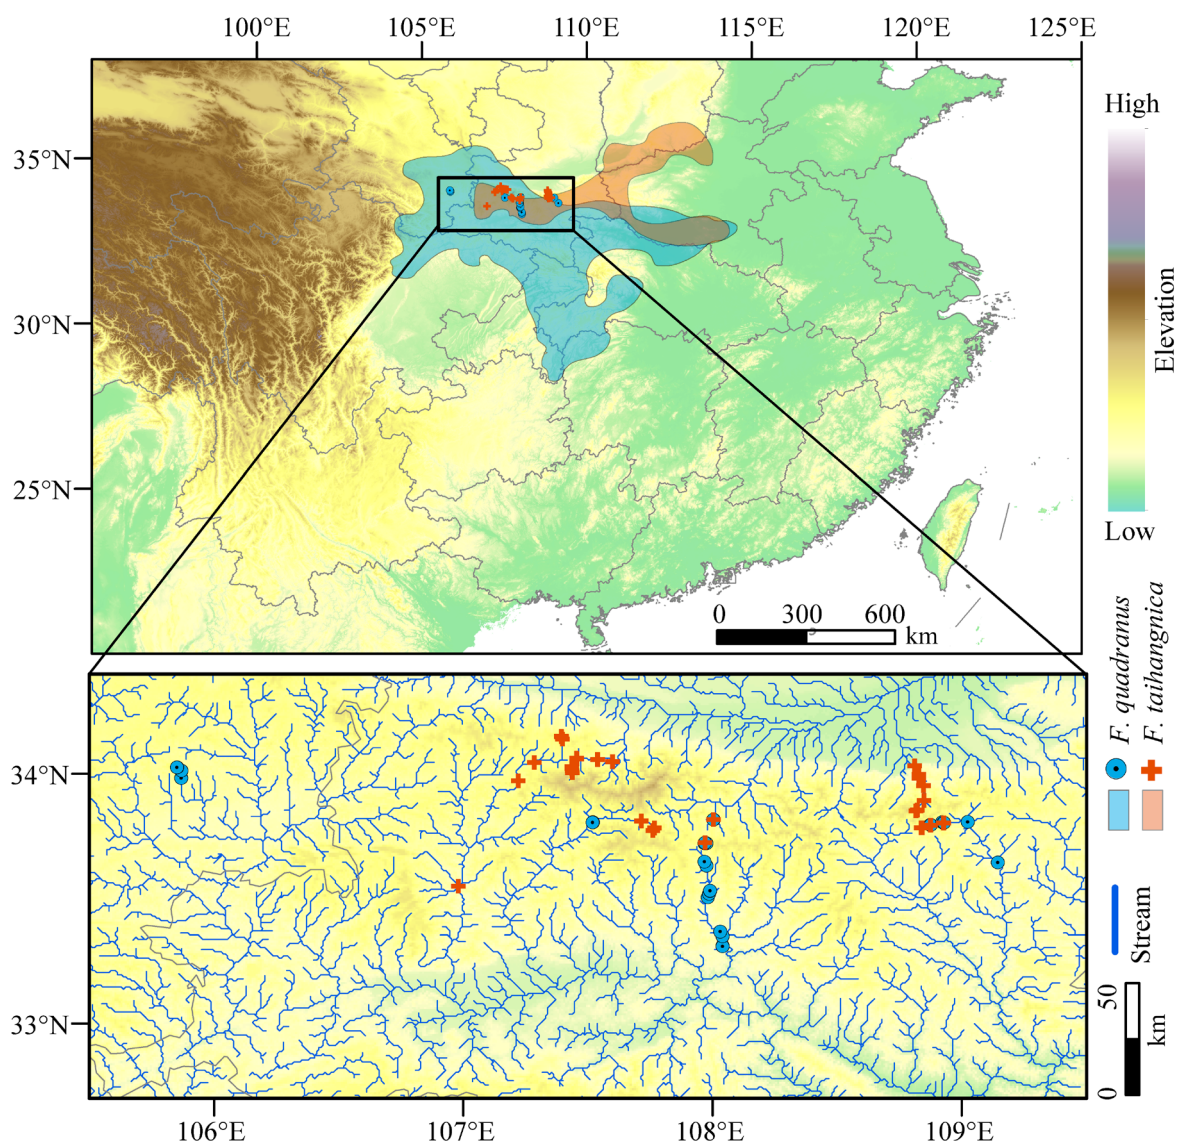 100°E 105°E 110°E 115°E 120°E 125°E
35°N
30°N
25°N
High
Elevation
Low
0 300 600
km
F. quadranus
F. taihangnica
Stream
0 50
km
34°N
33°N
106°E 107°E 108°E 109°E